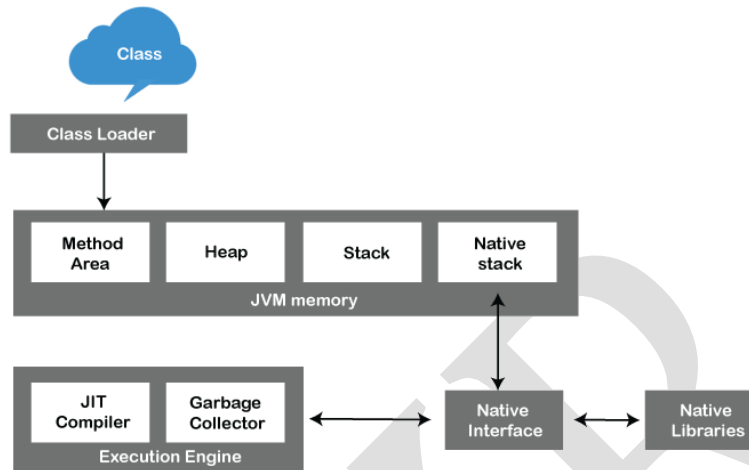 Class
Class Loader
Method
Area
Heap
Stack
Native
stack
JVM memory
JIT
Compiler
Garbage
Collector
Execution Engine
Native
Interface
Native
Libraries